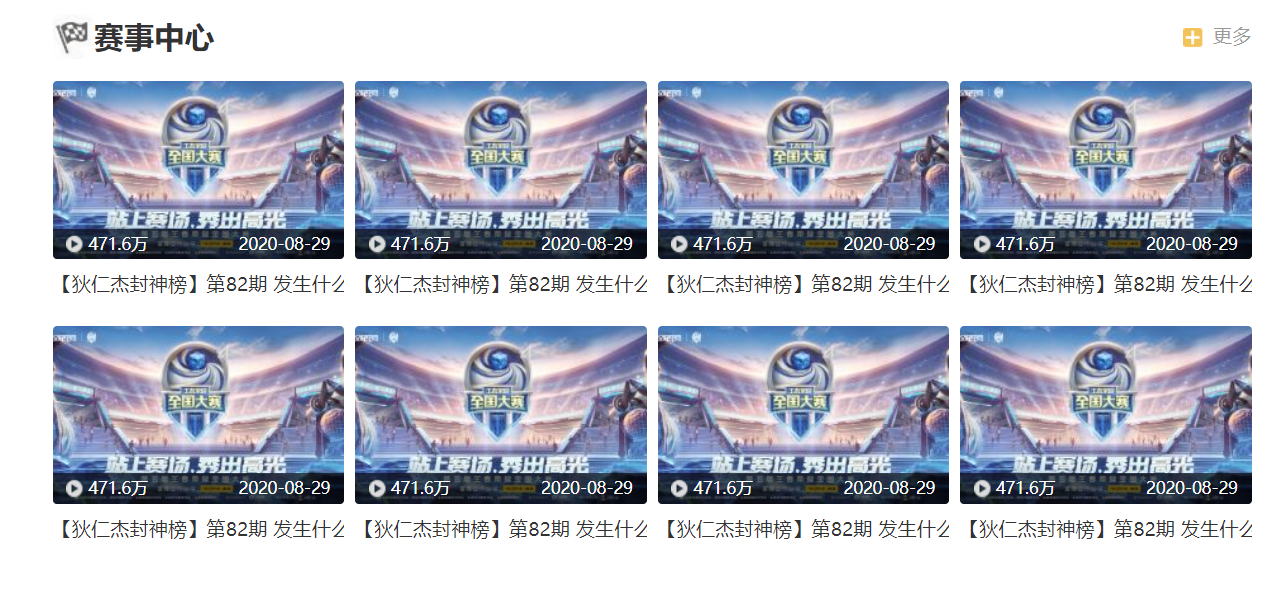 赛事中心
更多
全国大赛
站上赛场,秀出高光
471.6万 2020-08-29
全国大赛
站上赛场,秀出高光
471.6万 2020-08-29
全国大赛
站上赛场,秀出高光
471.6万 2020-08-29
全国大赛
站上赛场,秀出高光
471.6万 2020-08-29
【狄仁杰封神榜】第82期 发生什么
【狄仁杰封神榜】第82期 发生什么
【狄仁杰封神榜】第82期 发生什么
【狄仁杰封神榜】第82期 发生什么
全国大赛
站上赛场,秀出高光
471.6万 2020-08-29
全国大赛
站上赛场,秀出高光
471.6万 2020-08-29
全国大赛
站上赛场,秀出高光
471.6万 2020-08-29
全国大赛
站上赛场,秀出高光
471.6万 2020-08-29
【狄仁杰封神榜】第82期 发生什么
【狄仁杰封神榜】第82期 发生什么
【狄仁杰封神榜】第82期 发生什么
【狄仁杰封神榜】第82期 发生什么